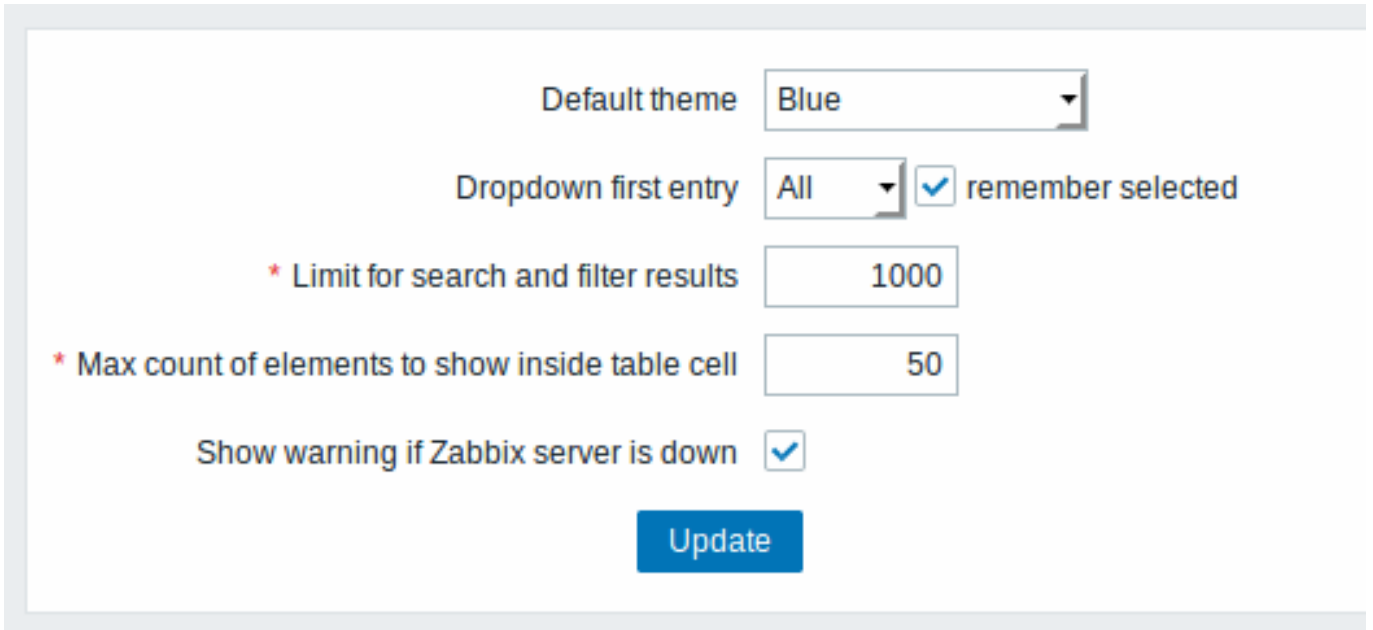 Default theme Blue
Dropdown first entry All remember selected
* Limit for search and filter results 1000
* Max count of elements to show inside table cell 50
Show warning if Zabbix server is down
Update